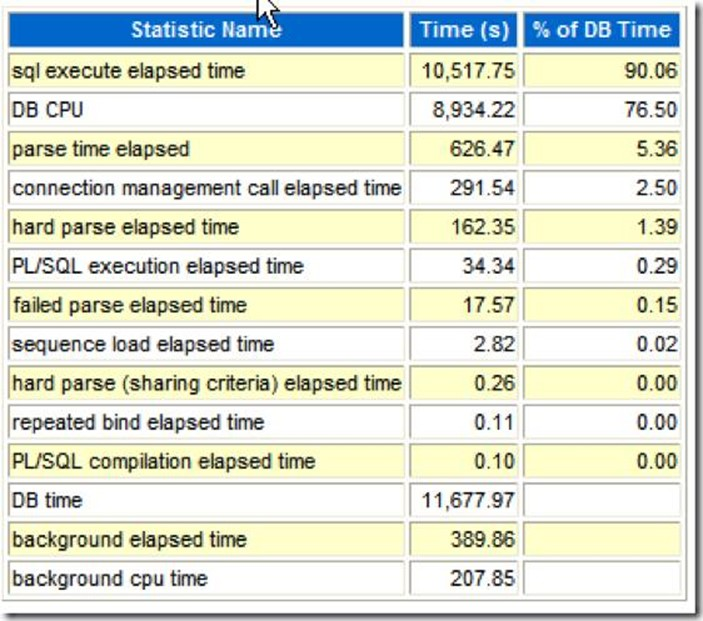 Statistic Name Time (s) % of DB Time
sql execute elapsed time 10,517.75 90.06
DB CPU 8,934.22 76.50
parse time elapsed 626.47 5.36
connection management call elapsed time 291.54 2.50
hard parse elapsed time 162.35 1.39
PL/SQL execution elapsed time 34.34 0.29
failed parse elapsed time 17.57 0.15
sequence load elapsed time 2.82 0.02
hard parse (sharing criteria) elapsed time 0.26 0.00
repeated bind elapsed time 0.11 0.00
PL/SQL compilation elapsed time 0.10 0.00
DB time 11,677.97
background elapsed time 389.86
background cpu time 207.85